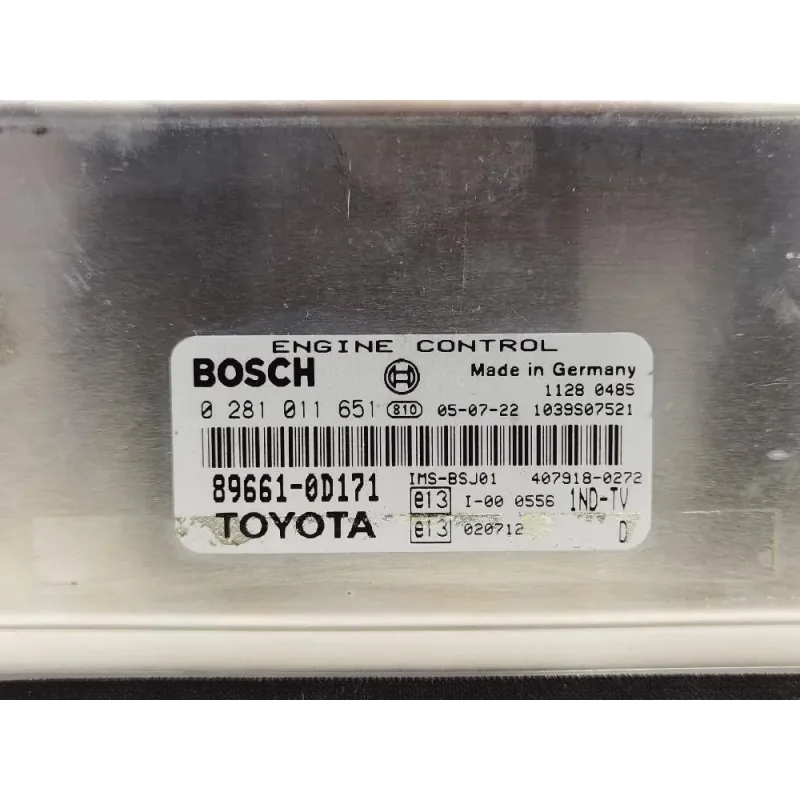 ENGINE CONTROL
BOSCH Made in Germany
1128 0485
0 281 011 651 810 05-07-22 1039S07521
89661-0D171 IMS-BSJ01 407918-0272
e13 I-00 0556 1ND-TV
TOYOTA e13 020712 D